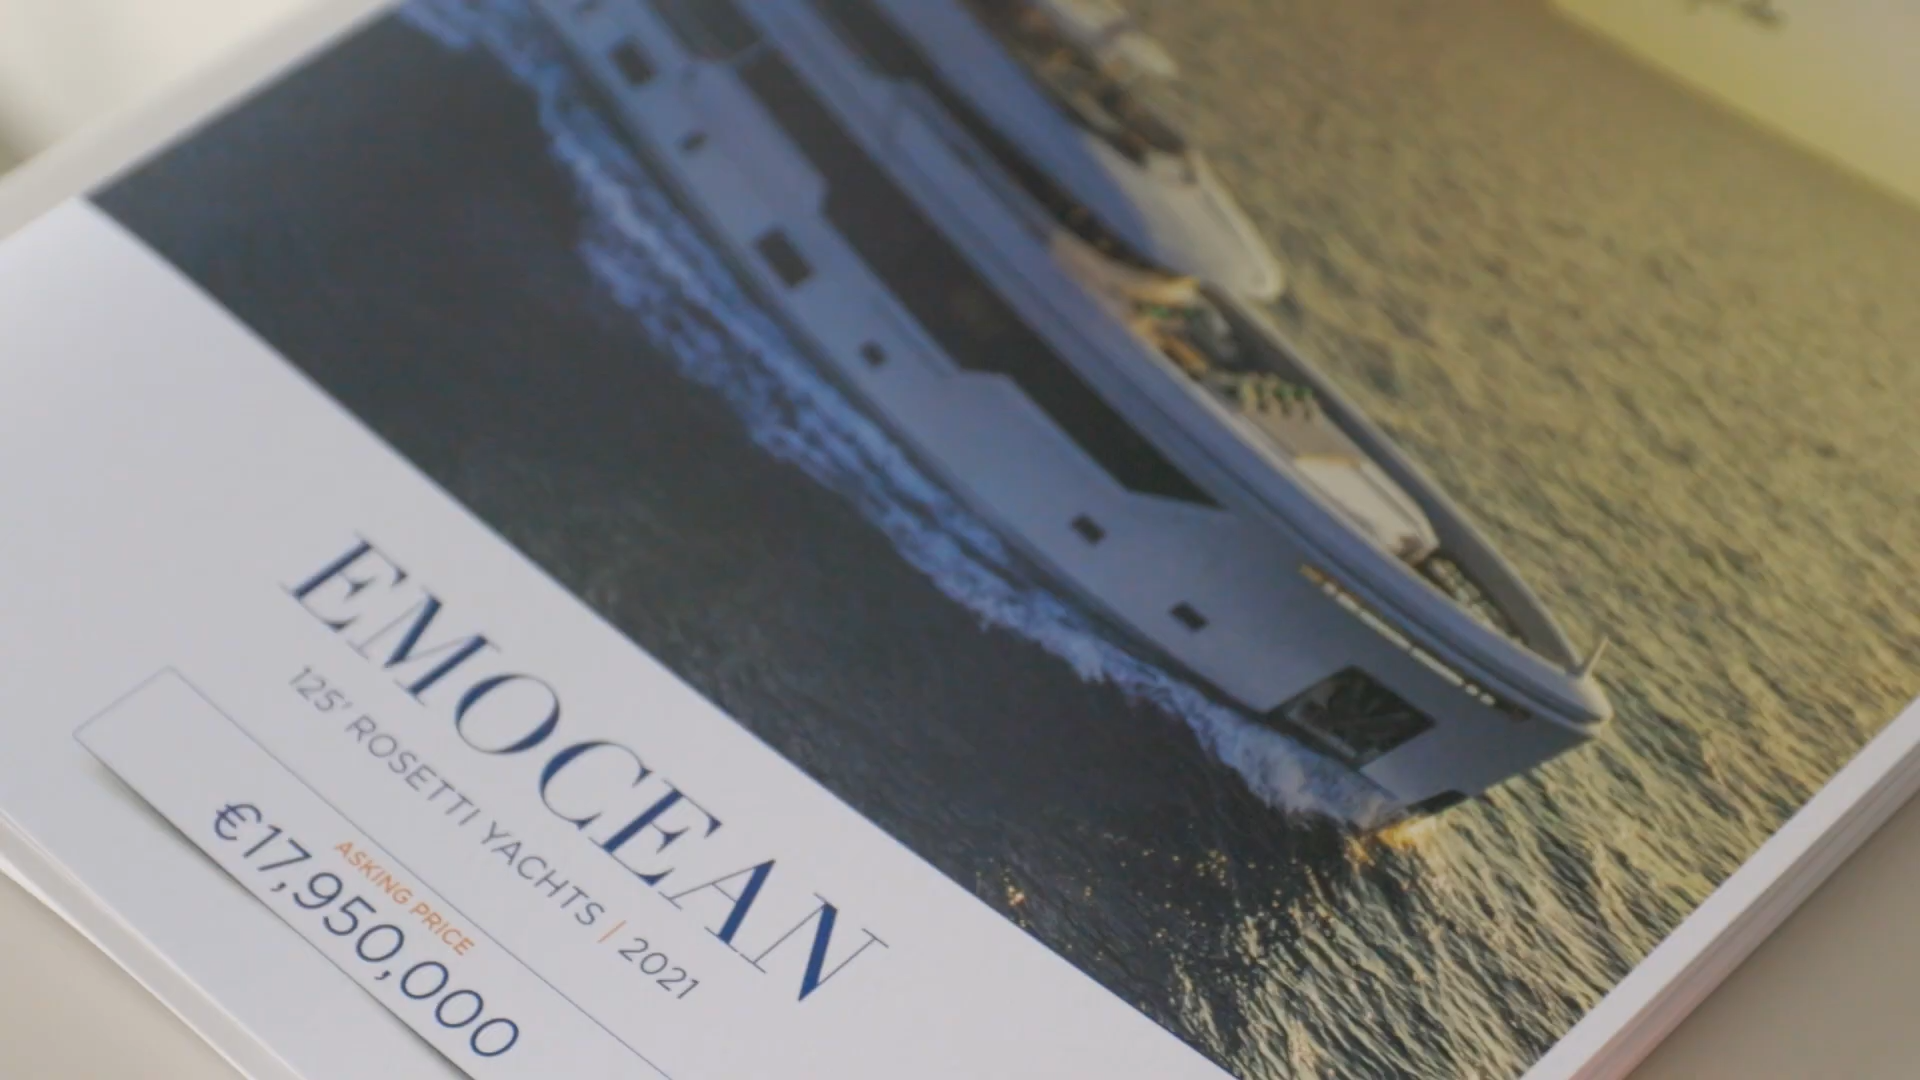 EMOCEAN
125' ROSETTI YACHTS | 2021
ASKING PRICE
€17,950,000